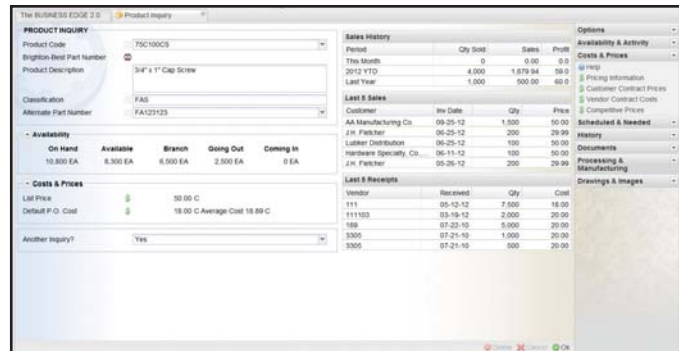 The BUSINESS EDGE 2.0
Product Inquiry
PRODUCT INQUIRY
Product Code 75C100CS
Brighton-Best Part Number
Product Description 3/4" x 1" Cap Screw
Classification FAS
Alternate Part Number FA123123
Availability
On Hand Available Branch Going Out Coming In
10,800 EA 8,300 EA 6,500 EA 2,500 EA 0 EA
Costs & Prices
List Price 50.00 C
Default P.O. Cost 18.00 C Average Cost 18.89 C
Another Inquiry? Yes
Sales History
Period Qty Sold Sales Profit
This Month 0 0.00 0.0
2012 YTD 4,000 1,679.94 59.0
Last Year 1,000 500.00 60.0
Last 5 Sales
Customer Inv Date Qty Price
AA Manufacturing Co. 09-25-12 1,500 50.00
J.H. Fletcher 06-25-12 200 29.99
Lubker Distribution 06-25-12 100 50.00
Hardware Specialty, Co.... 06-11-12 100 50.00
J.H. Fletcher 05-26-12 200 29.99
Last 5 Receipts
Vendor Received Qty Cost
111 05-12-12 7,500 18.00
111103 03-19-12 2,000 20.00
169 07-22-10 5,000 20.00
5305 07-21-10 1,000 20.00
5305 07-21-10 500 20.00
Options
Availability & Activity
Costs & Prices
Help
Pricing Information
Customer Contract Prices
Vendor Contract Costs
Competitive Prices
Scheduled & Needed
History
Documents
Processing &
Manufacturing
Drawings & Images
Delete Cancel Ok